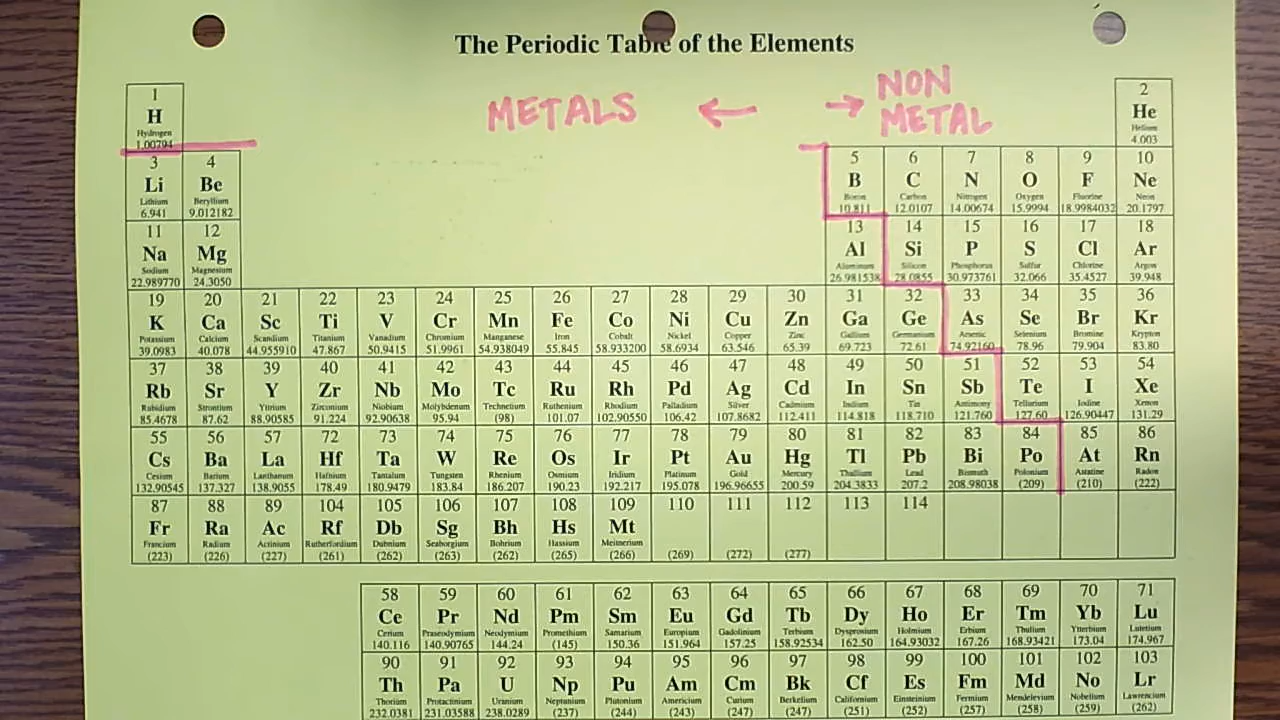 The Periodic Table of the Elements
METALS ← → NON METAL
1 2
H He
Hydrogen Helium
1.00794 4.003
3 4 5 6 7 8 9 10
Li Be B C N O F Ne
Lithium Beryllium Boron Carbon Nitrogen Oxygen Fluorine Neon
6.941 9.012182 10.811 12.0107 14.00674 15.9994 18.9984032 20.1797
11 12 13 14 15 16 17 18
Na Mg Al Si P S Cl Ar
Sodium Magnesium Aluminum Silicon Phosphorus Sulfur Chlorine Argon
22.989770 24.3050 26.981538 28.0855 30.973761 32.066 35.4527 39.948
19 20 21 22 23 24 25 26 27 28 29 30 31 32 33 34 35 36
K Ca Sc Ti V Cr Mn Fe Co Ni Cu Zn Ga Ge As Se Br Kr
Potassium Calcium Scandium Titanium Vanadium Chromium Manganese Iron Cobalt Nickel Copper Zinc Gallium Germanium Arsenic Selenium Bromine Krypton
39.0983 40.078 44.955910 47.867 50.9415 51.9961 54.938049 55.845 58.933200 58.6934 63.546 65.39 69.723 72.61 74.92160 78.96 79.904 83.80
37 38 39 40 41 42 43 44 45 46 47 48 49 50 51 52 53 54
Rb Sr Y Zr Nb Mo Tc Ru Rh Pd Ag Cd In Sn Sb Te I Xe
Rubidium Strontium Yttrium Zirconium Niobium Molybdenum Technetium Ruthenium Rhodium Palladium Silver Cadmium Indium Tin Antimony Tellurium Iodine Xenon
85.4678 87.62 88.90585 91.224 92.90638 95.94 (98) 101.07 102.90550 106.42 107.8682 112.411 114.818 118.710 121.760 127.60 126.90447 131.29
55 56 57 72 73 74 75 76 77 78 79 80 81 82 83 84 85 86
Cs Ba La Hf Ta W Re Os Ir Pt Au Hg Tl Pb Bi Po At Rn
Cesium Barium Lanthanum Hafnium Tantalum Tungsten Rhenium Osmium Iridium Platinum Gold Mercury Thallium Lead Bismuth Polonium Astatine Radon
132.90545 137.327 138.9055 178.49 180.9479 183.84 186.207 190.23 192.217 195.078 196.96655 200.59 204.3833 207.2 208.98038 (209) (210) (222)
87 88 89 104 105 106 107 108 109 110 111 112 113 114
Fr Ra Ac Rf Db Sg Bh Hs Mt
Francium Radium Actinium Rutherfordium Dubnium Seaborgium Bohrium Hassium Meitnerium
(223) (226) (227) (261) (262) (263) (262) (265) (266) (269) (272) (277)
58 59 60 61 62 63 64 65 66 67 68 69 70 71
Ce Pr Nd Pm Sm Eu Gd Tb Dy Ho Er Tm Yb Lu
Cerium Praseodymium Neodymium Promethium Samarium Europium Gadolinium Terbium Dysprosium Holmium Erbium Thulium Ytterbium Lutetium
140.116 140.90765 144.24 (145) 150.36 151.964 157.25 158.92534 162.50 164.93032 167.26 168.93421 173.04 174.967
90 91 92 93 94 95 96 97 98 99 100 101 102 103
Th Pa U Np Pu Am Cm Bk Cf Es Fm Md No Lr
Thorium Protactinium Uranium Neptunium Plutonium Americium Curium Berkelium Californium Einsteinium Fermium Mendelevium Nobelium Lawrencium
232.0381 231.03588 238.0289 (237) (244) (243) (247) (247) (251) (252) (257) (258) (259) (262)